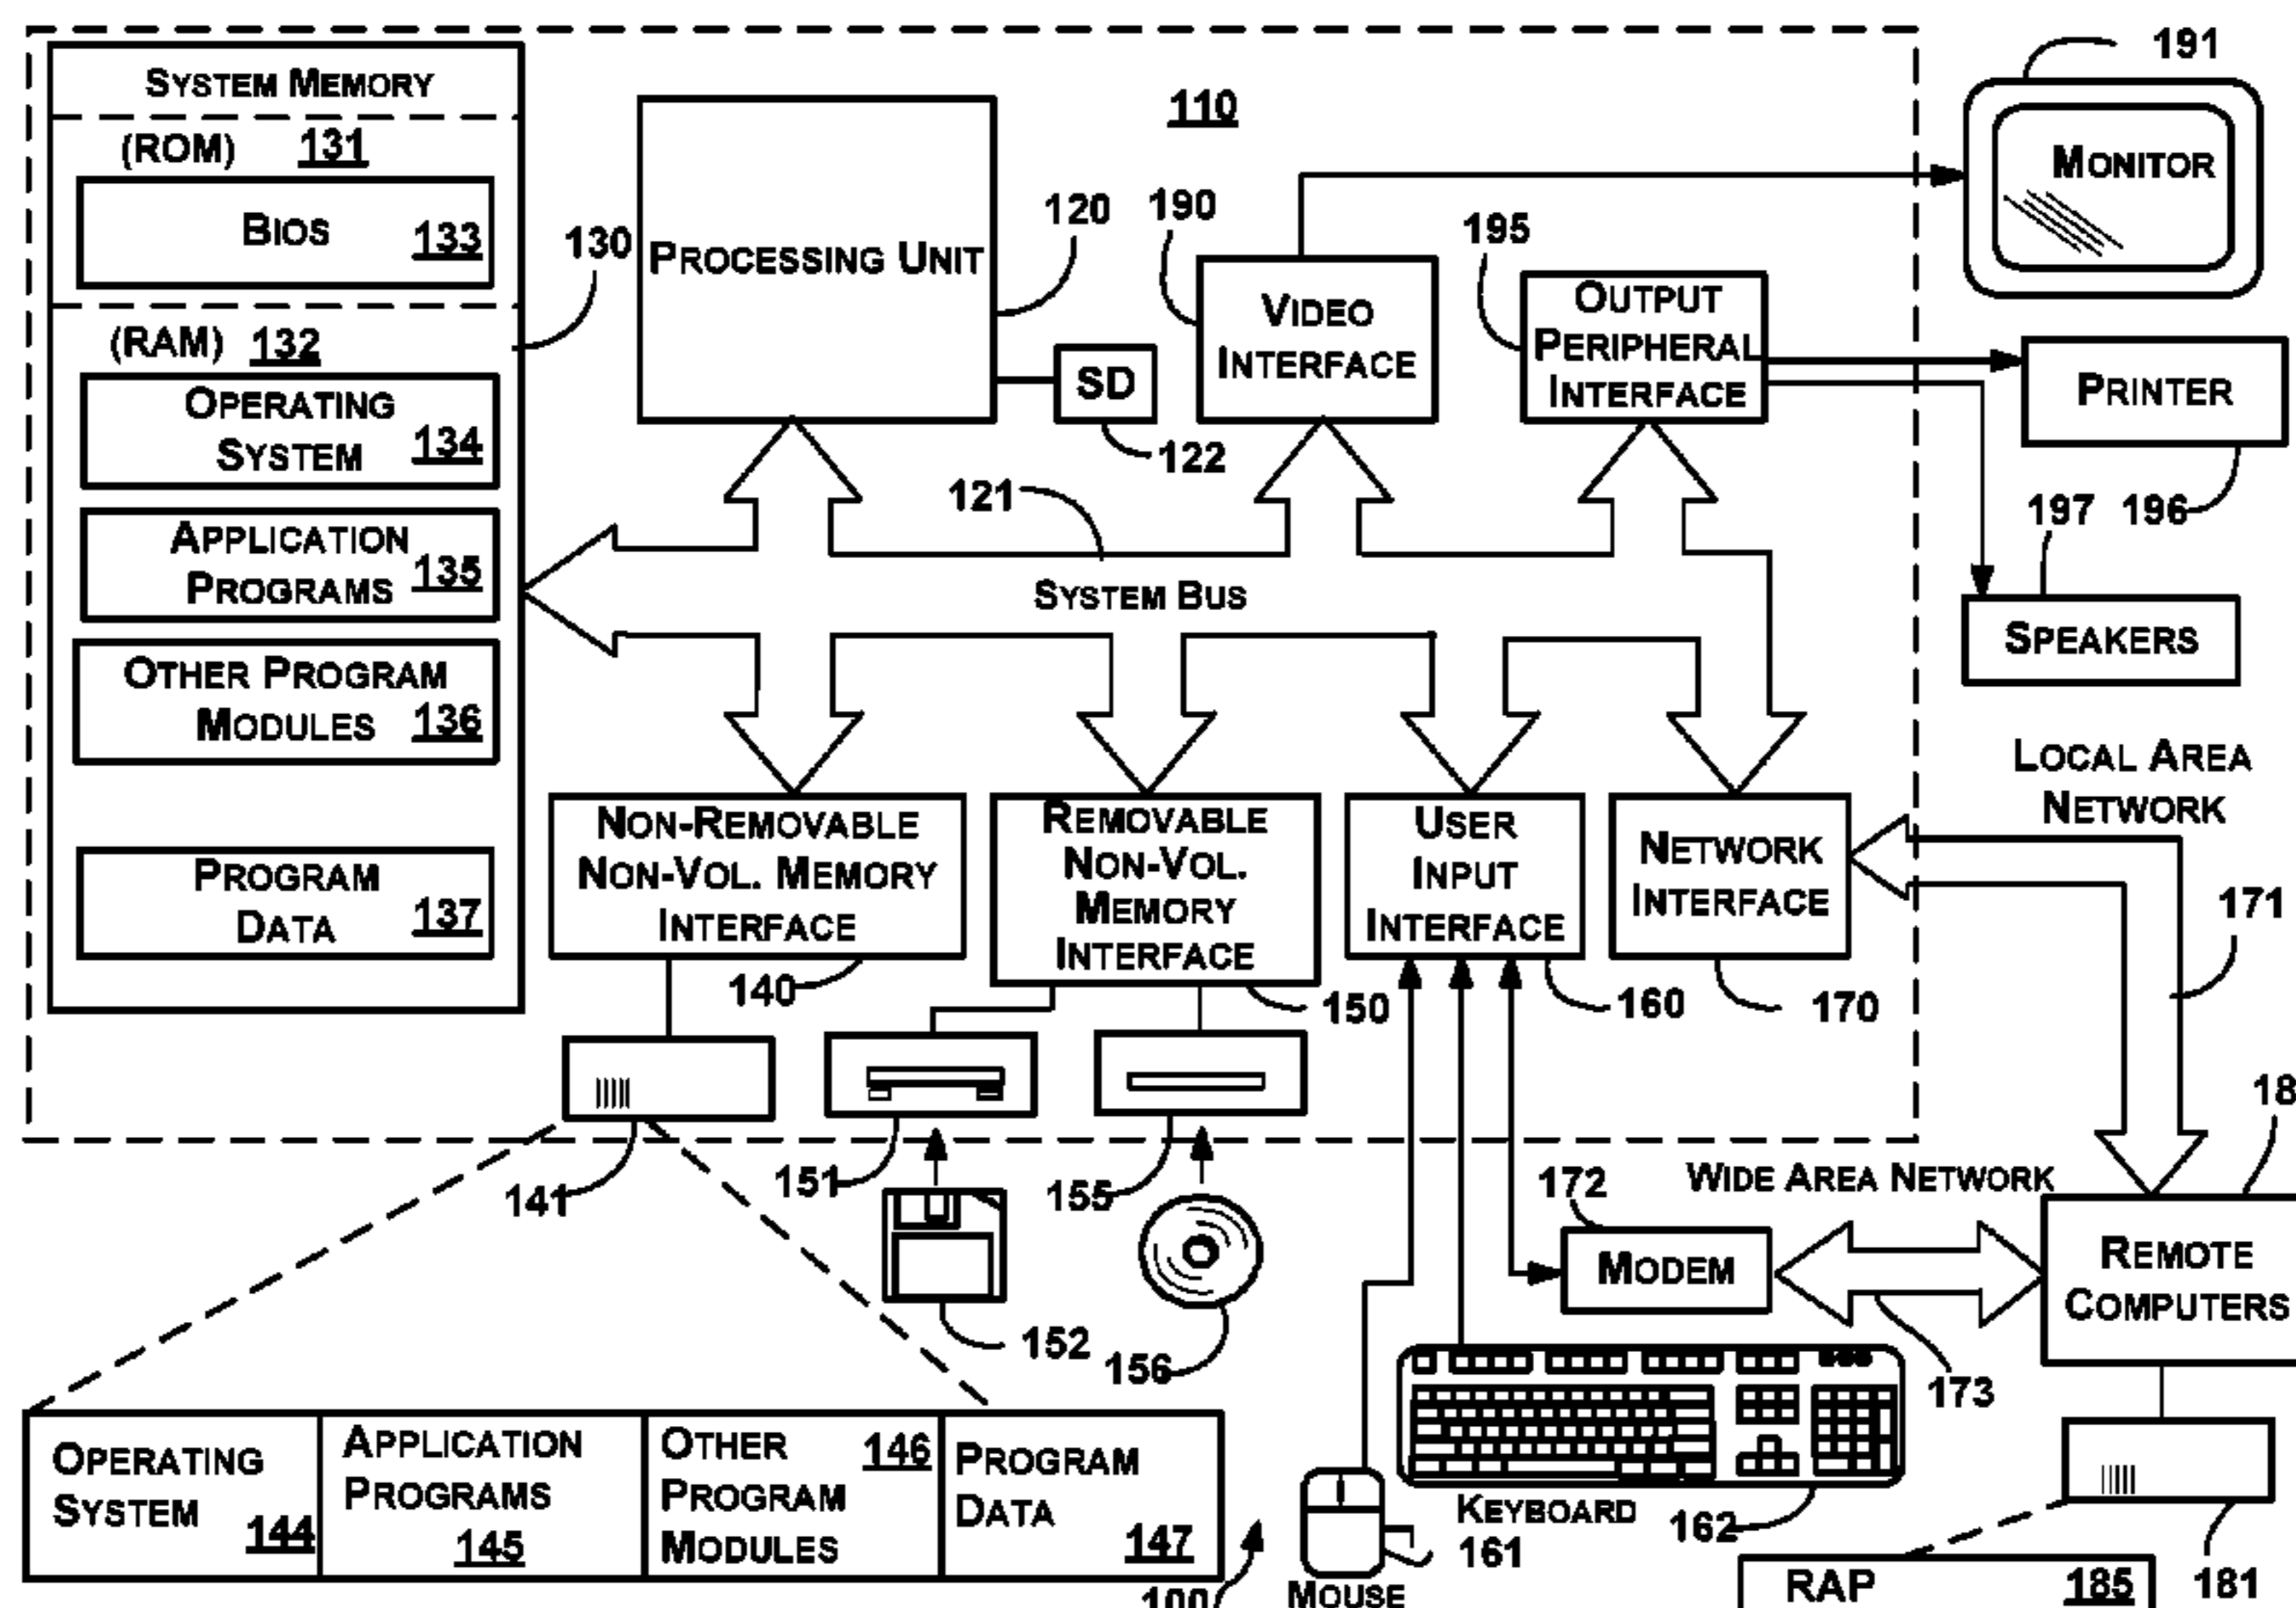 SYSTEM MEMORY
(ROM) 131
BIOS 133
(RAM) 132
OPERATING
SYSTEM 134
APPLICATION
PROGRAMS 135
OTHER PROGRAM
MODULES 136
PROGRAM
DATA 137
130
PROCESSING UNIT
120
SD
122
110
190
VIDEO
INTERFACE
195
OUTPUT
PERIPHERAL
INTERFACE
191
MONITOR
PRINTER
196
197
SPEAKERS
121
SYSTEM BUS
NON-REMOVABLE
NON-VOL. MEMORY
INTERFACE
140
REMOVABLE
NON-VOL.
MEMORY
INTERFACE
150
USER
INPUT
INTERFACE
160
NETWORK
INTERFACE
170
LOCAL AREA
NETWORK
171
141
151
152
155
156
172
MODEM
WIDE AREA NETWORK
173
18
REMOTE
COMPUTERS
OPERATING
SYSTEM 144
APPLICATION
PROGRAMS
145
OTHER 146
PROGRAM
MODULES
PROGRAM
DATA
147
100
MOUSE
161
KEYBOARD
162
181
RAP 185